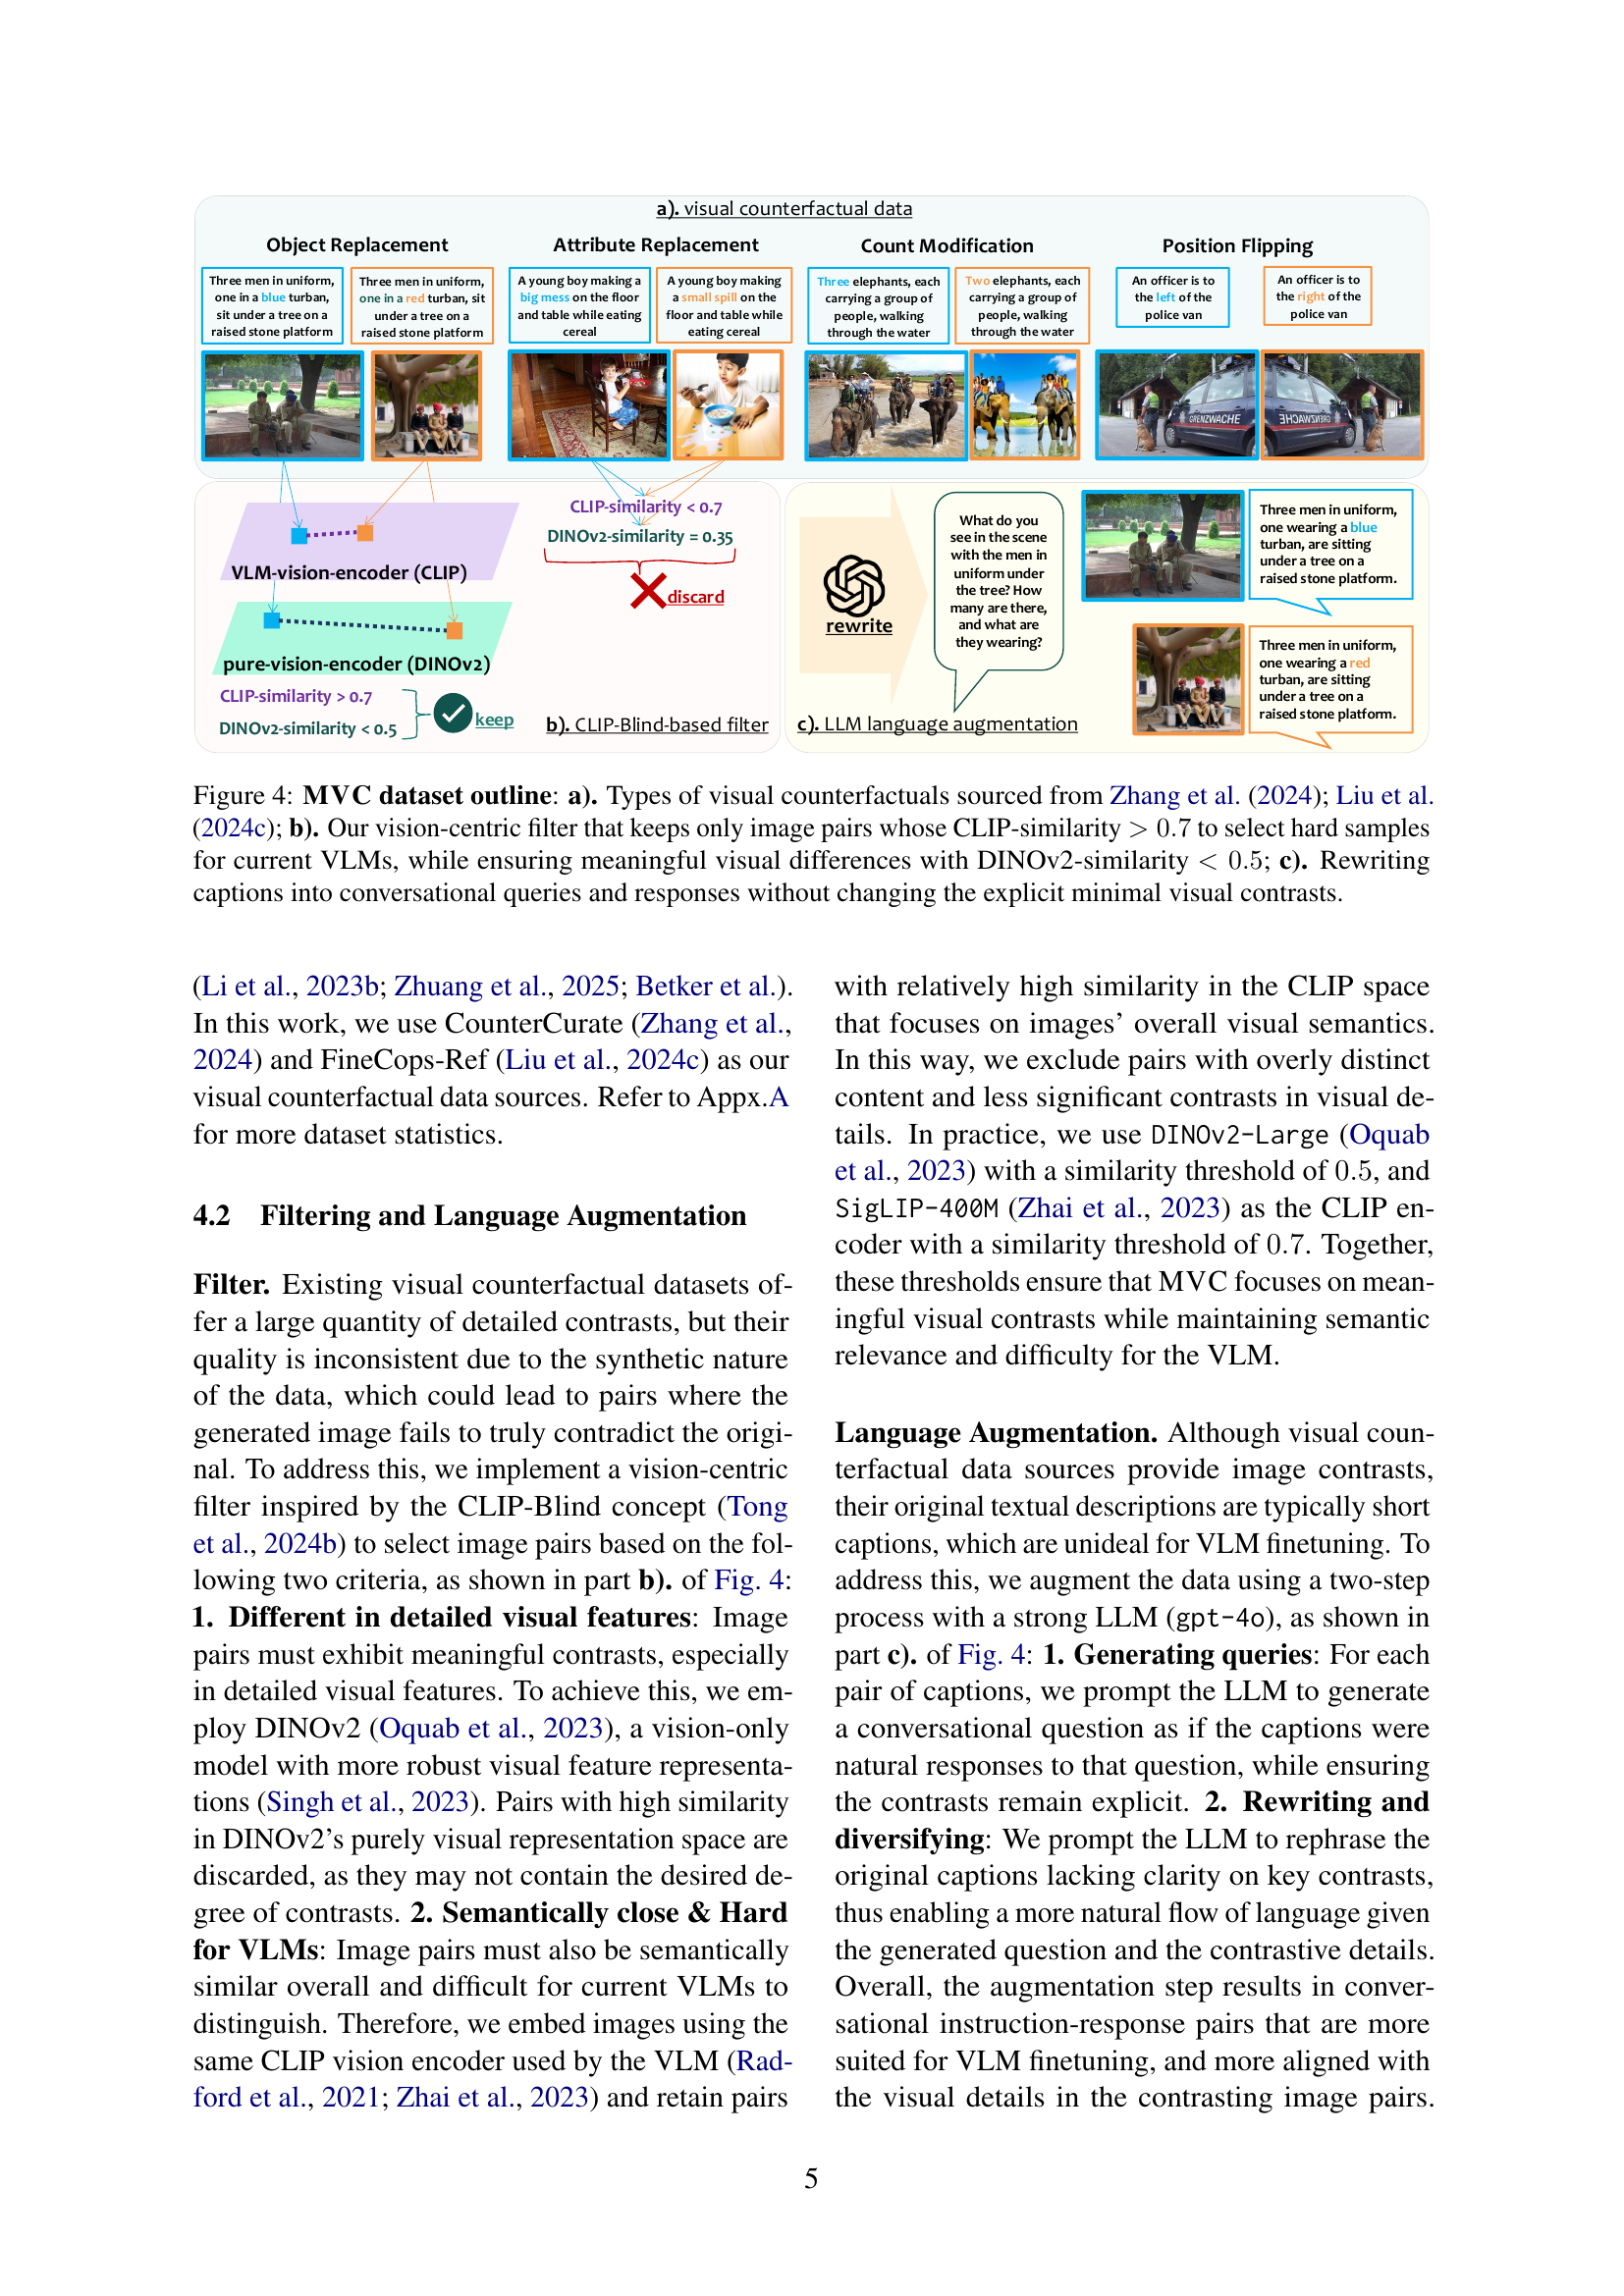 a). visual counterfactual data
Object Replacement
Attribute Replacement
Count Modification
Position Flipping
Three men in uniform,
one in a blue turban,
sit under a tree on a
raised stone platform
Three men in uniform,
one in a red turban, sit
under a tree on a
raised stone platform
A young boy making a
big mess on the floor
and table while eating
cereal
A young boy making
a small spill on the
floor and table while
eating cereal
Three elephants, each
carrying a group of
people, walking
through the water
Two elephants, each
carrying a group of
people, walking
through the water
An officer is to
the left of the
police van
An officer is to
the right of the
police van
GRENZWACHE
GRENZWACHE
VLM-vision-encoder (CLIP)
pure-vision-encoder (DINOv2)
CLIP-similarity > 0.7
DINOv2-similarity < 0.5
keep
CLIP-similarity < 0.7
DINOv2-similarity = 0.35
discard
b). CLIP-Blind-based filter
rewrite
What do you
see in the scene
with the men in
uniform under
the tree? How
many are there,
and what are
they wearing?
c). LLM language augmentation
Three men in uniform,
one wearing a blue
turban, are sitting
under a tree on a
raised stone platform.
Three men in uniform,
one wearing a red
turban, are sitting
under a tree on a
raised stone platform.
Figure 4: MVC dataset outline: a). Types of visual counterfactuals sourced from Zhang et al. (2024); Liu et al.
(2024c); b). Our vision-centric filter that keeps only image pairs whose CLIP-similarity > 0.7 to select hard samples
for current VLMs, while ensuring meaningful visual differences with DINOv2-similarity < 0.5; c). Rewriting
captions into conversational queries and responses without changing the explicit minimal visual contrasts.
(Li et al., 2023b; Zhuang et al., 2025; Betker et al.).
In this work, we use CounterCurate (Zhang et al.,
2024) and FineCops-Ref (Liu et al., 2024c) as our
visual counterfactual data sources. Refer to Appx.A
for more dataset statistics.
4.2 Filtering and Language Augmentation
Filter. Existing visual counterfactual datasets of-
fer a large quantity of detailed contrasts, but their
quality is inconsistent due to the synthetic nature
of the data, which could lead to pairs where the
generated image fails to truly contradict the origi-
nal. To address this, we implement a vision-centric
filter inspired by the CLIP-Blind concept (Tong
et al., 2024b) to select image pairs based on the fol-
lowing two criteria, as shown in part b). of Fig. 4:
1. Different in detailed visual features: Image
pairs must exhibit meaningful contrasts, especially
in detailed visual features. To achieve this, we em-
ploy DINOv2 (Oquab et al., 2023), a vision-only
model with more robust visual feature representa-
tions (Singh et al., 2023). Pairs with high similarity
in DINOv2's purely visual representation space are
discarded, as they may not contain the desired de-
gree of contrasts. 2. Semantically close & Hard
for VLMs: Image pairs must also be semantically
similar overall and difficult for current VLMs to
distinguish. Therefore, we embed images using the
same CLIP vision encoder used by the VLM (Rad-
ford et al., 2021; Zhai et al., 2023) and retain pairs
with relatively high similarity in the CLIP space
that focuses on images' overall visual semantics.
In this way, we exclude pairs with overly distinct
content and less significant contrasts in visual de-
tails. In practice, we use DINOv2-Large (Oquab
et al., 2023) with a similarity threshold of 0.5, and
SigLIP-400M (Zhai et al., 2023) as the CLIP en-
coder with a similarity threshold of 0.7. Together,
these thresholds ensure that MVC focuses on mean-
ingful visual contrasts while maintaining semantic
relevance and difficulty for the VLM.
Language Augmentation. Although visual coun-
terfactual data sources provide image contrasts,
their original textual descriptions are typically short
captions, which are unideal for VLM finetuning. To
address this, we augment the data using a two-step
process with a strong LLM (gpt-4o), as shown in
part c). of Fig. 4: 1. Generating queries: For each
pair of captions, we prompt the LLM to generate
a conversational question as if the captions were
natural responses to that question, while ensuring
the contrasts remain explicit. 2. Rewriting and
diversifying: We prompt the LLM to rephrase the
original captions lacking clarity on key contrasts,
thus enabling a more natural flow of language given
the generated question and the contrastive details.
Overall, the augmentation step results in conver-
sational instruction-response pairs that are more
suited for VLM finetuning, and more aligned with
the visual details in the contrasting image pairs.
5